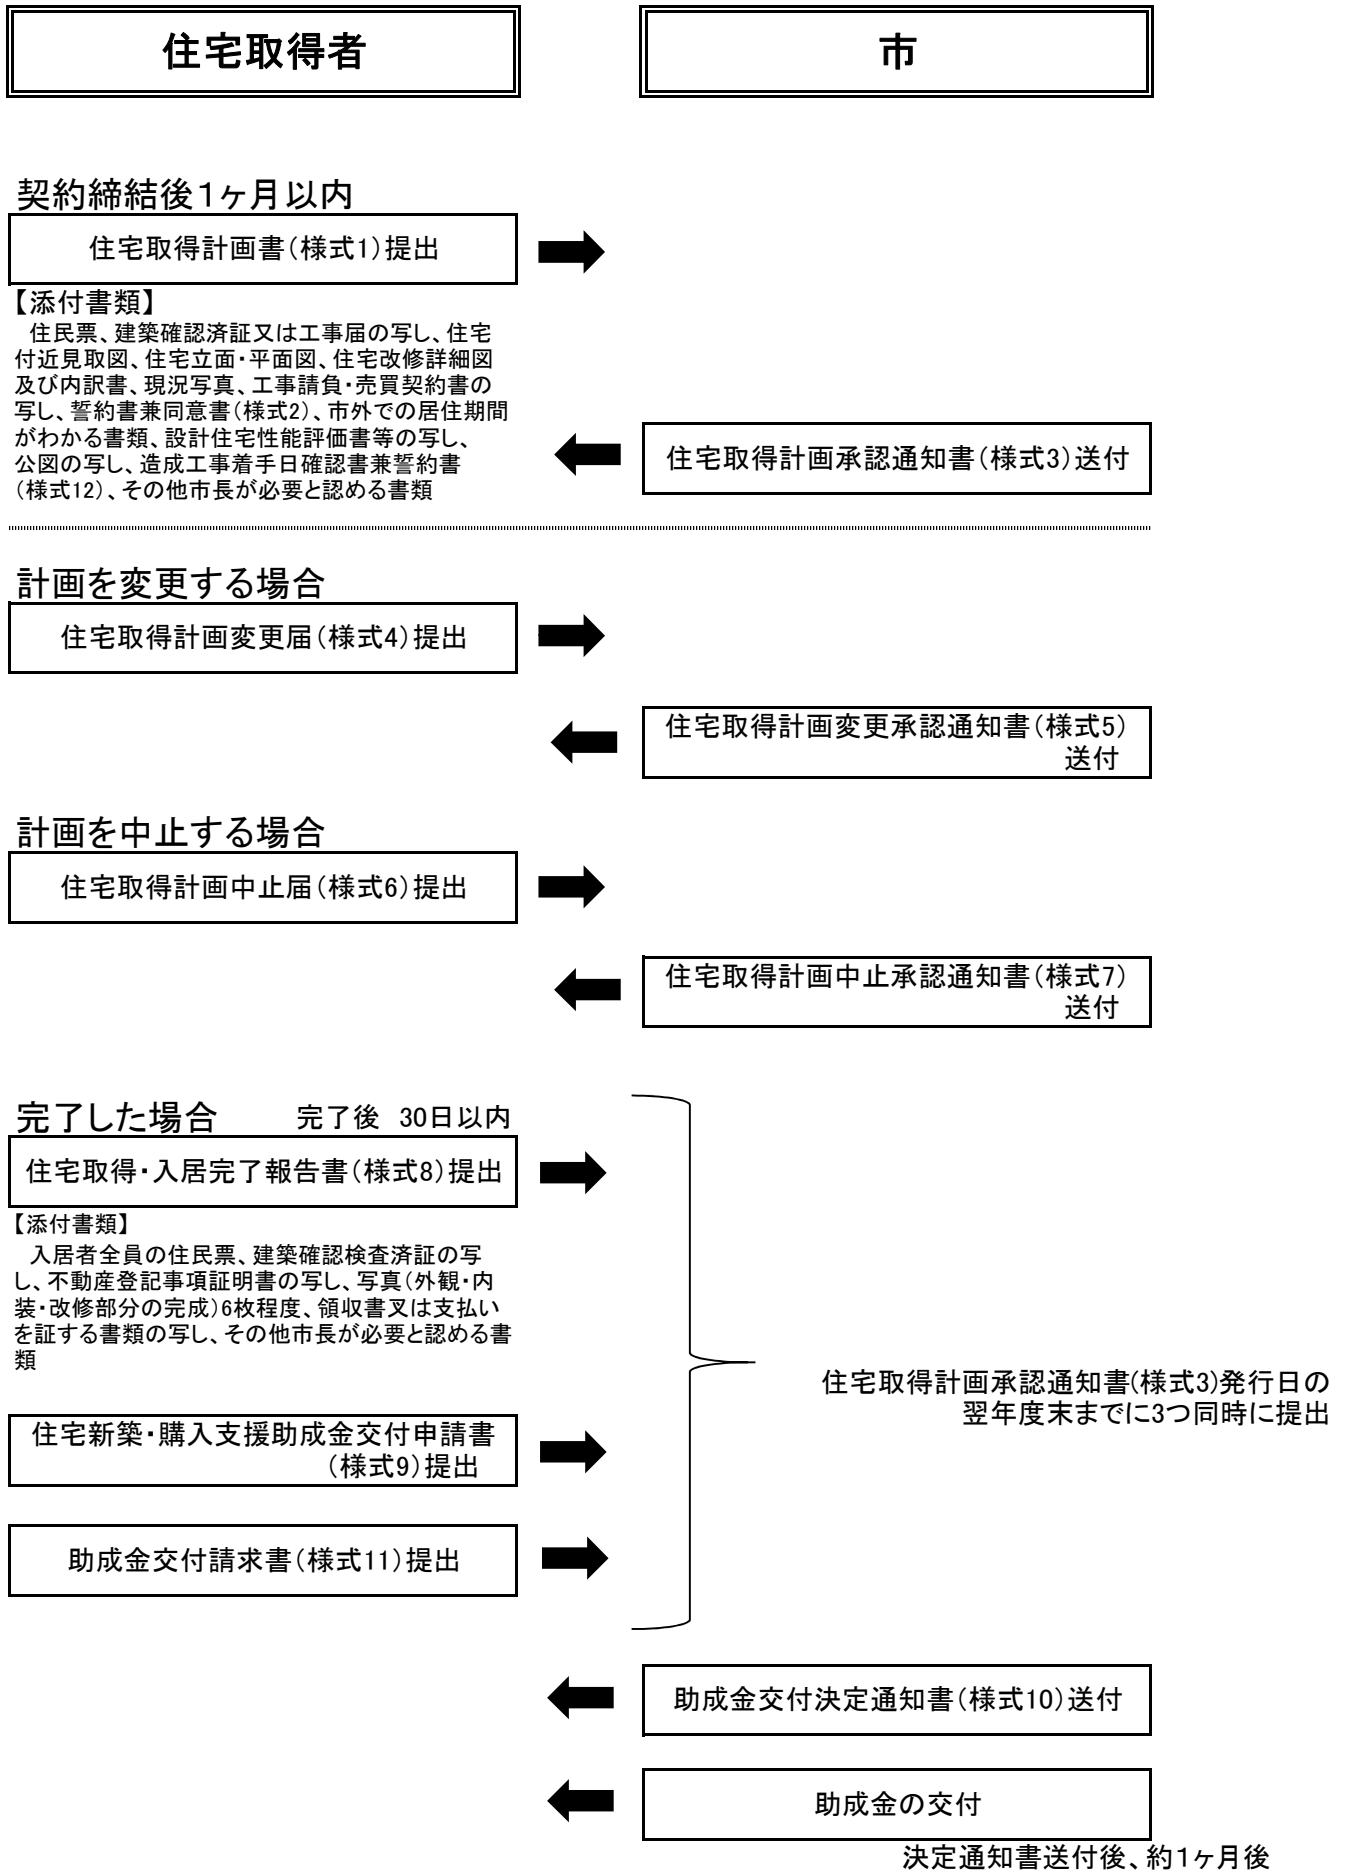 住宅取得者
市
契約締結後1ヶ月以内
住宅取得計画書(様式1)提出
【添付書類】
住民票、建築確認済証又は工事届の写し、住宅
付近見取図、住宅立面・平面図、住宅改修詳細図
及び内訳書、現況写真、工事請負・売買契約書の
写し、誓約書兼同意書(様式2)、市外での居住期間
がわかる書類、設計住宅性能評価書等の写し、
公図の写し、造成工事着手日確認書兼誓約書
(様式12)、その他市長が必要と認める書類
住宅取得計画承認通知書(様式3)送付
計画を変更する場合
住宅取得計画変更届(様式4)提出
住宅取得計画変更承認通知書(様式5)
送付
計画を中止する場合
住宅取得計画中止届(様式6)提出
住宅取得計画中止承認通知書(様式7)
送付
完了した場合 完了後 30日以内
住宅取得・入居完了報告書(様式8)提出
【添付書類】
入居者全員の住民票、建築確認検査済証の写
し、不動産登記事項証明書の写し、写真(外観・内
装・改修部分の完成)6枚程度、領収書叉は支払い
を証する書類の写し、その他市長が必要と認める書
類
住宅取得計画承認通知書(様式3)発行日の
翌年度末までに3つ同時に提出
住宅新築・購入支援助成金交付申請書
(様式9)提出
助成金交付請求書(様式11)提出
助成金交付決定通知書(様式10)送付
助成金の交付
決定通知書送付後、約1ヶ月後